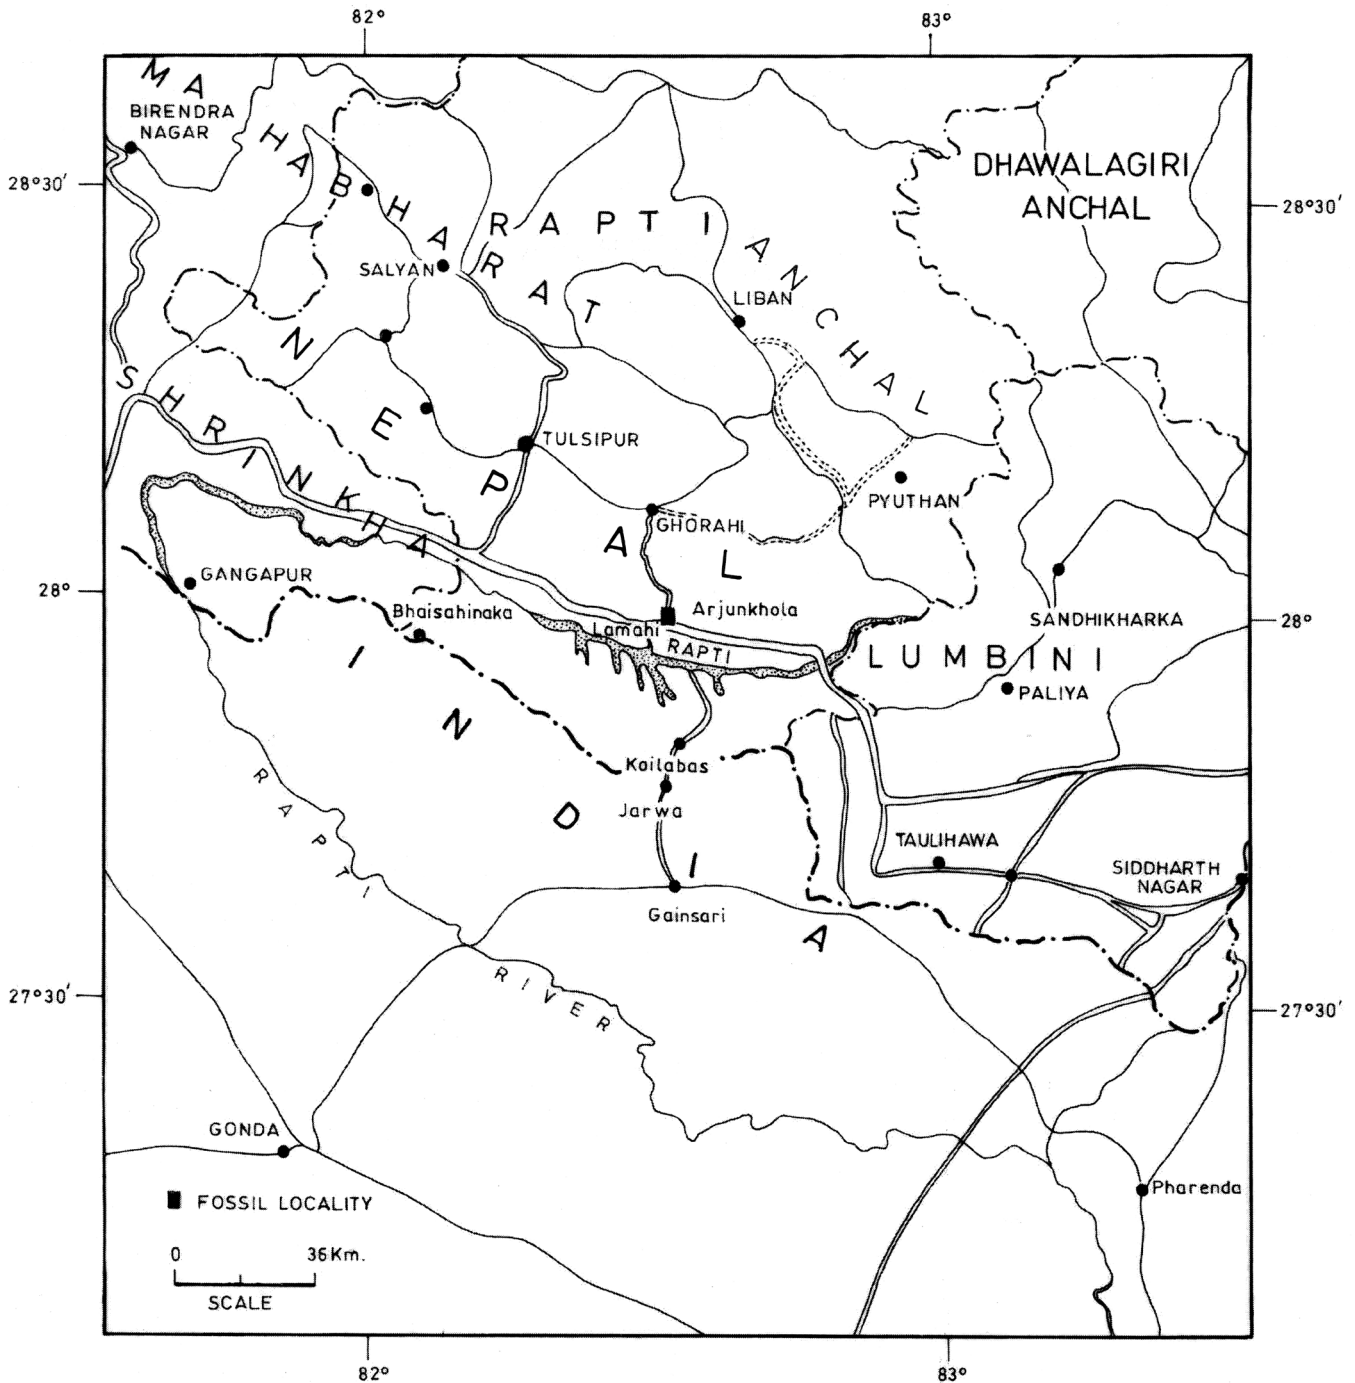 82° 83°
MAHABHARAT
BIRENDRA
NAGAR
DHAWALAGIRI
ANCHAL
28°30′ 28°30′
RAPTI ANCHAL
SALYAN
LIBAN
NEPAL
SHRINKHA
TULSIPUR
PYUTHAN
GHORAHI
GANGAPUR
28° 28°
Bhaisahinaka
Arjunkhola
SANDHIKHARKA
Lamahi
RAPTI
LUMBINI
PALIYA
INDIA
Koilabas
Jarwa
RAPTI RIVER
TAULIHAWA
SIDDHARTH
NAGAR
Gainsari
27°30′ 27°30′
GONDA
Pharenda
FOSSIL LOCALITY
0 36Km.
SCALE
82° 83°